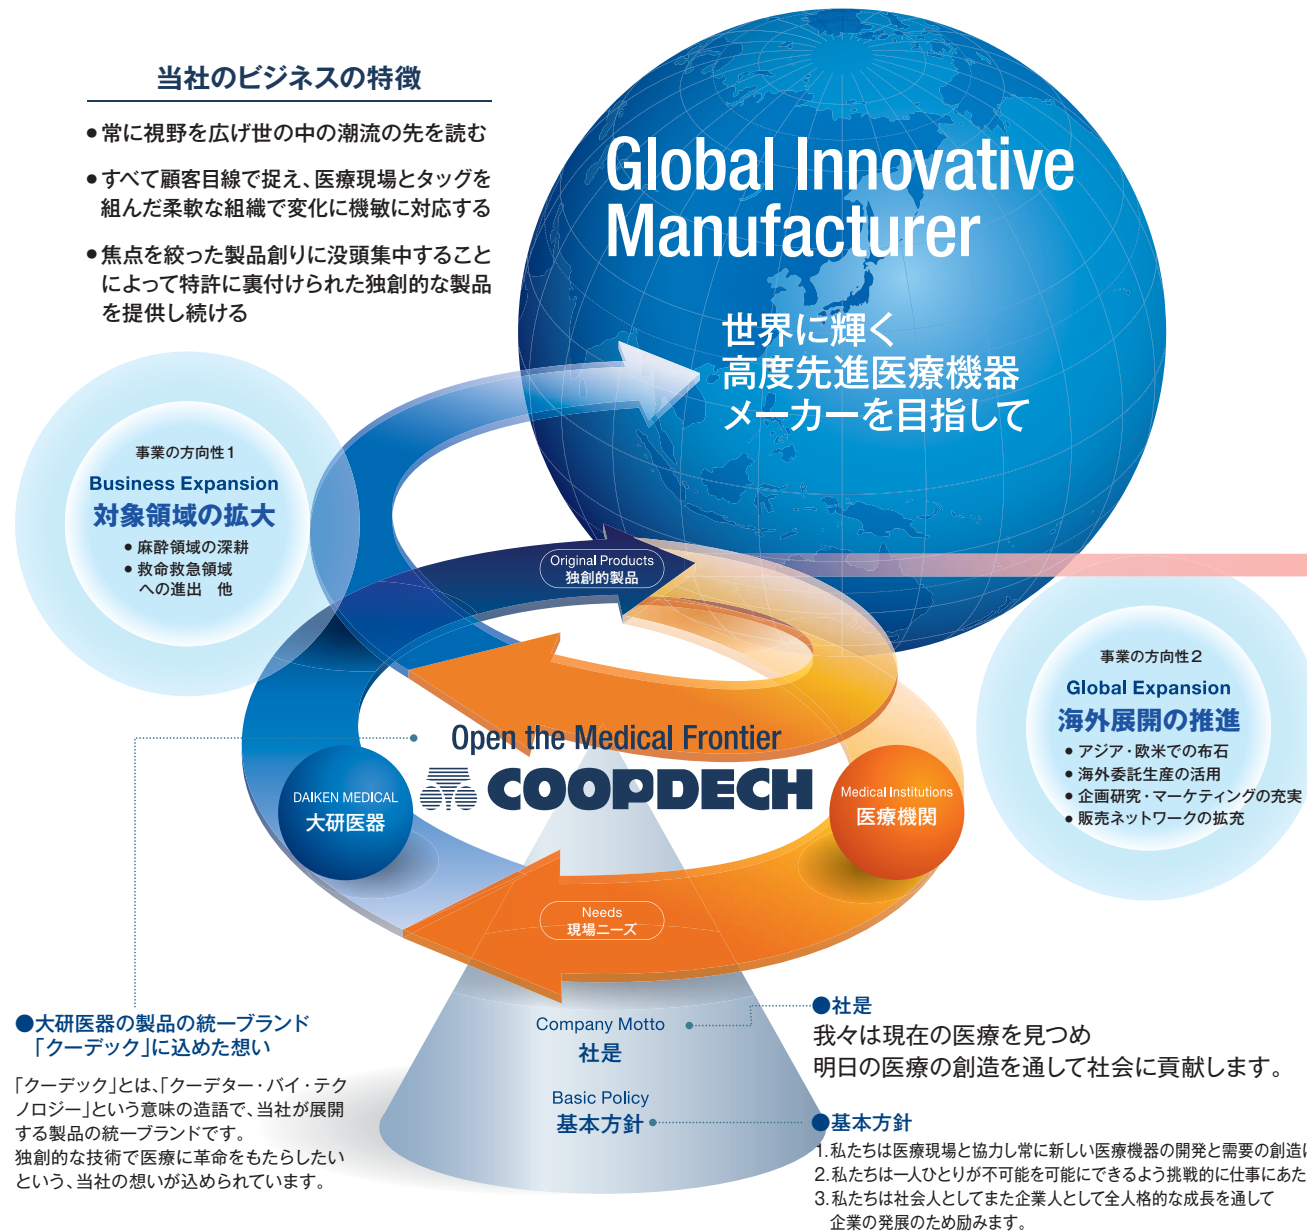 当社のビジネスの特徴
●常に視野を広げ世の中の潮流の先を読む
●すべて顧客目線で捉え、医療現場とタッグを
組んだ柔軟な組織で変化に機敏に対応する
●焦点を絞った製品創りに没頭集中すること
によって特許に裏付けられた独創的な製品
を提供し続ける
Global Innovative
Manufacturer
世界に輝く
高度先進医療機器
メーカーを目指して
事業の方向性1
Business Expansion
対象領域の拡大
●麻酔領域の深耕
●救命救急領域
への進出 他
Original Products
独創的製品
事業の方向性2
Global Expansion
海外展開の推進
●アジア・欧米での布石
●海外委託生産の活用
●企画研究・マーケティングの充実
●販売ネットワークの拡充
Open the Medical Frontier
COOPDECH
DAIKEN MEDICAL
大研医器
Medical Institutions
医療機関
Needs
現場ニーズ
●大研医器の製品の統一ブランド
「クーデック」に込めた想い
「クーデック」とは、「クーデター・バイ・テク
ノロジー」という意味の造語で、当社が展開
する製品の統一ブランドです。
独創的な技術で医療に革命をもたらしたい
という、当社の想いが込められています。
Company Motto
社是
Basic Policy
基本方針
●社是
我々は現在の医療を見つめ
明日の医療の創造を通して社会に貢献します。
●基本方針
1.私たちは医療現場と協力し常に新しい医療機器の開発と需要の創造
2.私たちは一人ひとりが不可能を可能にできるよう挑戦的に仕事にあた
3.私たちは社会人としてまた企業人として全人格的な成長を通して
企業の発展のため励みます。